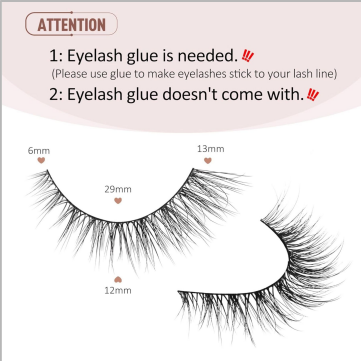 ATTENTION
1: Eyelash glue is needed.
(Please use glue to make eyelashes stick to your lash line)
2: Eyelash glue doesn't come with.
6mm
13mm
29mm
12mm